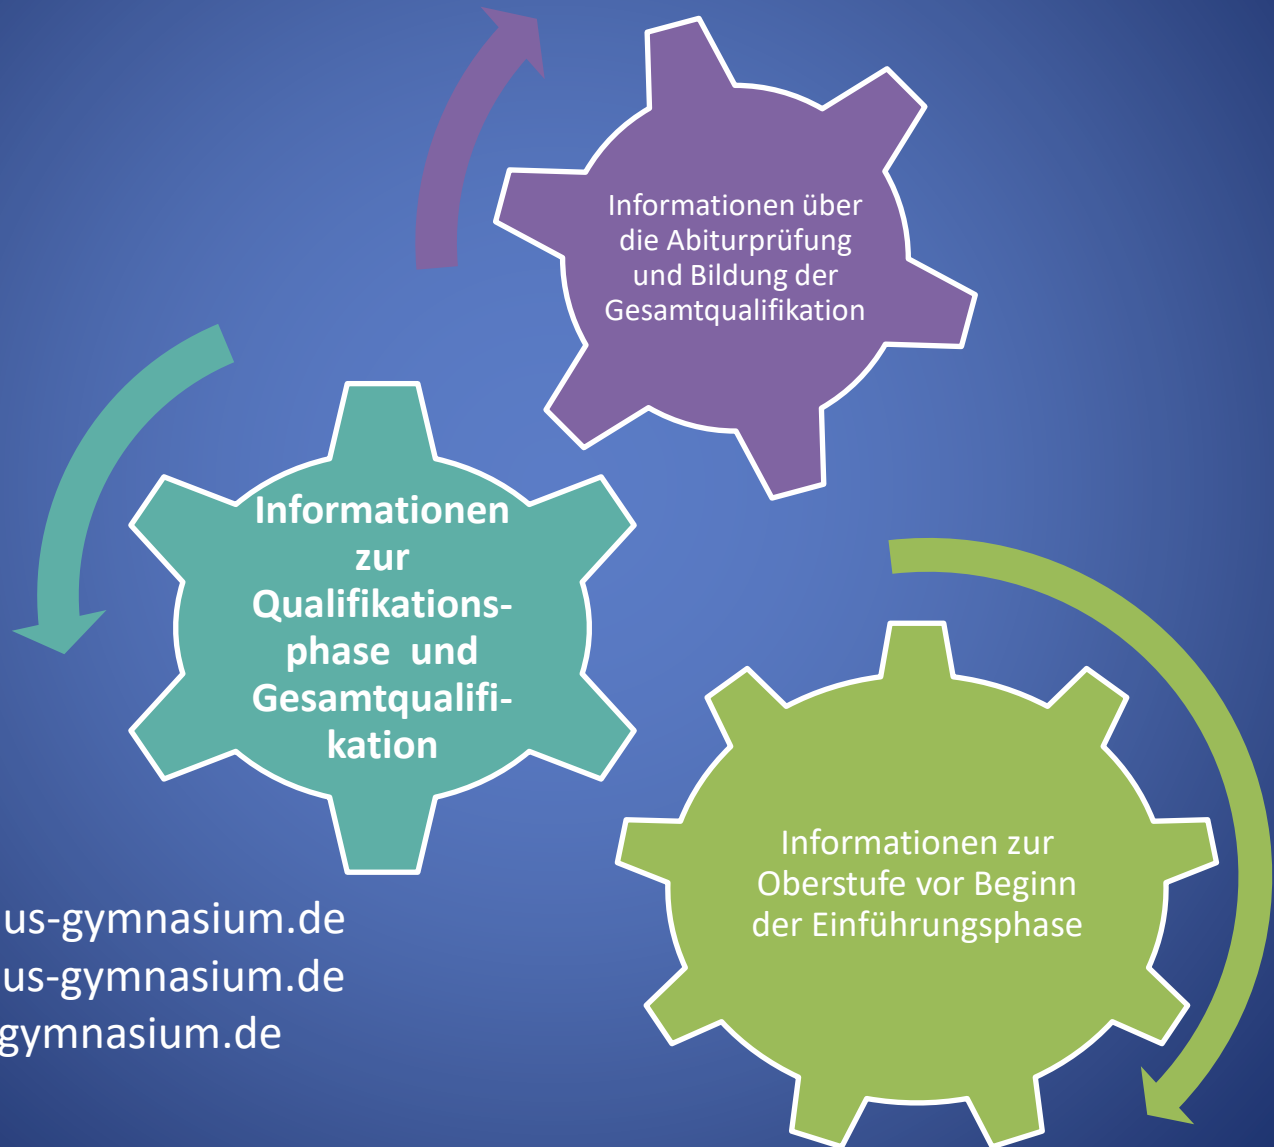 Informationen über
die Abiturprüfung
und Bildung der
Gesamtqualifikation
Informationen
zur
Qualifikations-
phase und
Gesamtqualifi-
kation
Informationen zur
Oberstufe vor Beginn
der Einführungsphase
us-gymnasium.de
us-gymnasium.de
gymnasium.de